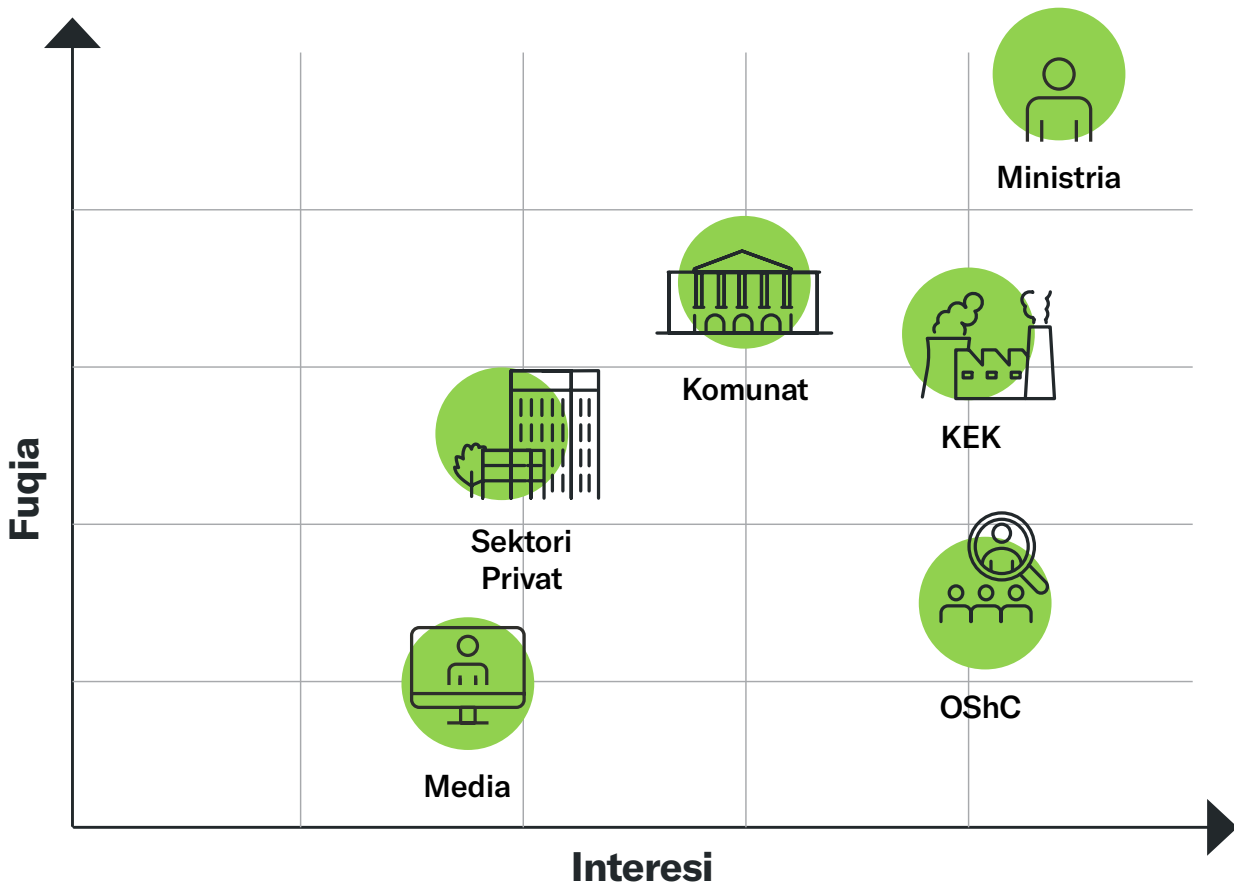 Ministria
Komunat
KEK
Fuqia
Sektori
Privat
OShC
Media
Interesi